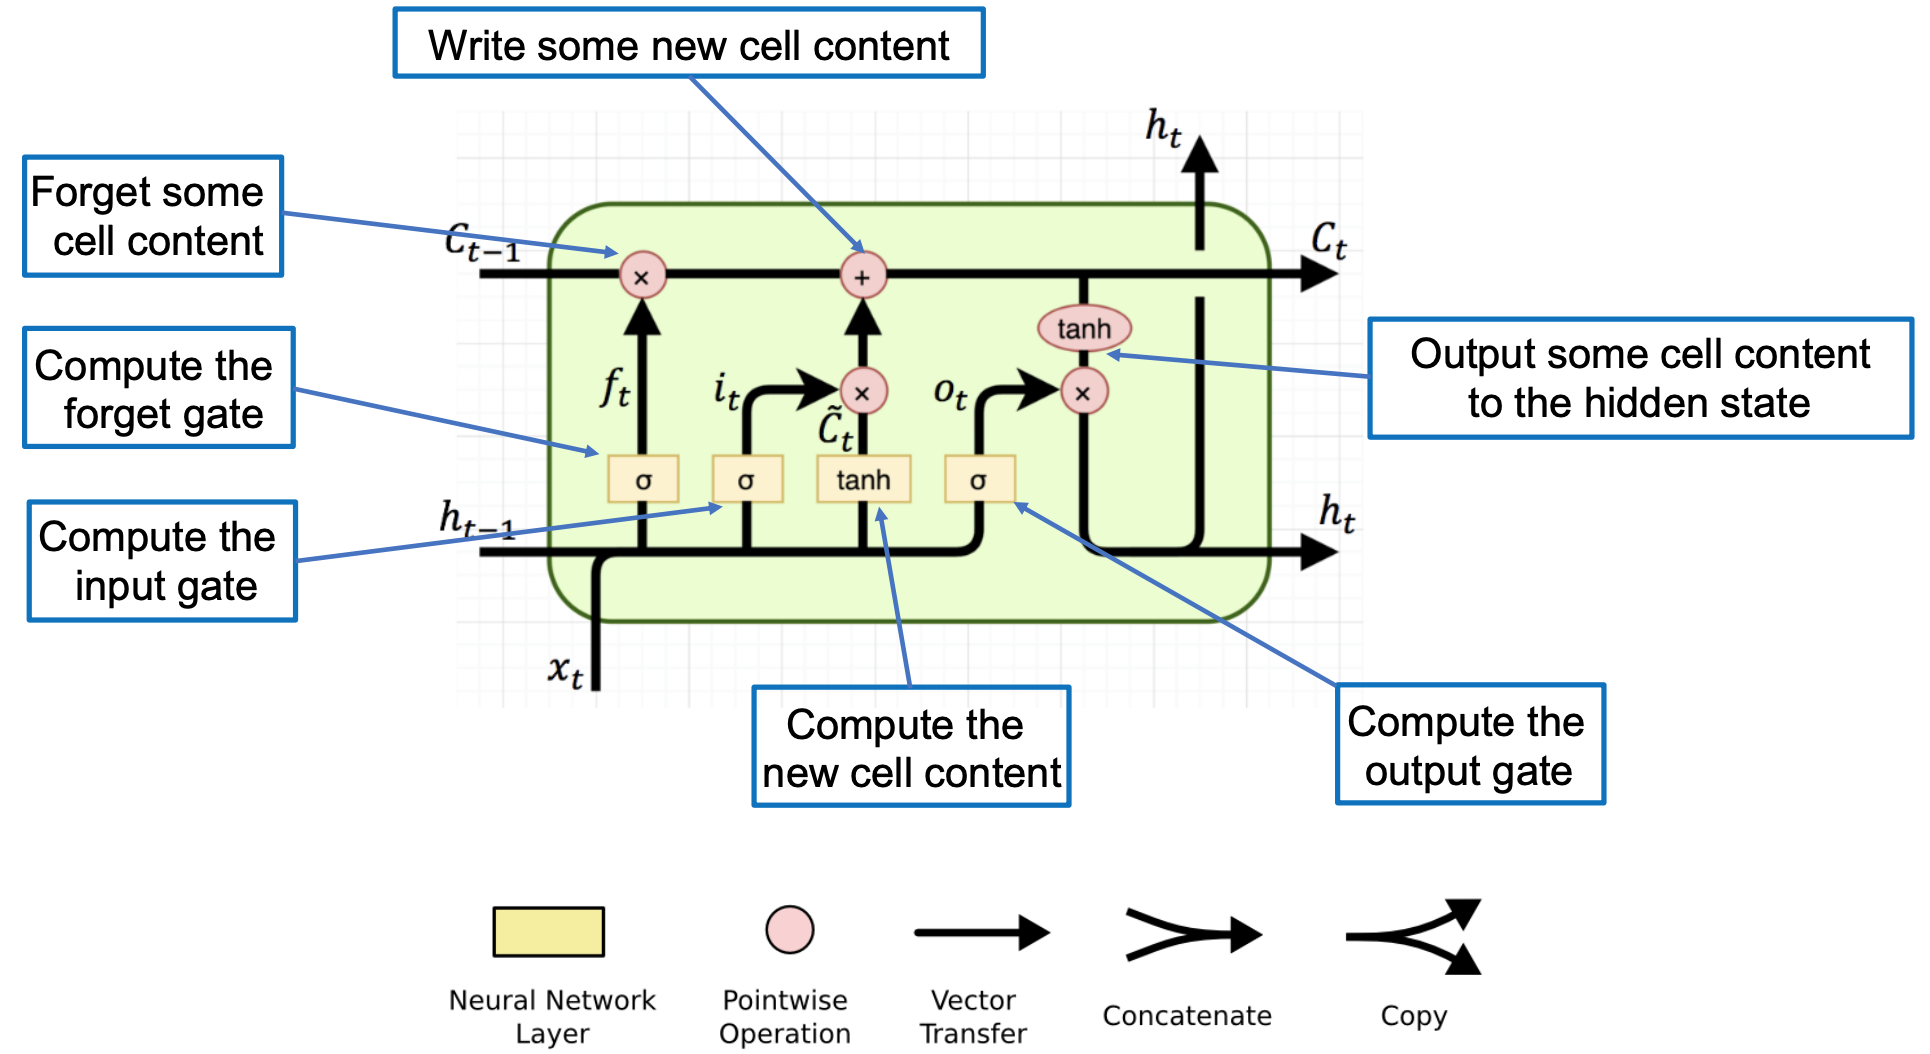 Write some new cell content
Forget some
cell content
Compute the
forget gate
Compute the
input gate
C_{t-1}
h_{t-1}
x_t
f_t
i_t
C̃_t
o_t
×
+
×
×
tanh
σ
σ
tanh
σ
h_t
C_t
h_t
Output some cell content
to the hidden state
Compute the
new cell content
Compute the
output gate
Neural Network
Layer
Pointwise
Operation
Vector
Transfer
Concatenate
Copy